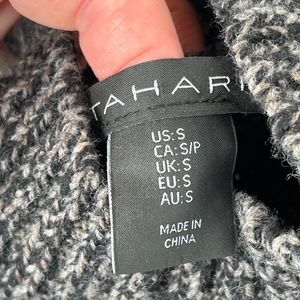 TAHARI
US:S
CA:S/P
UK:S
EU:S
AU:S
MADE IN
CHINA